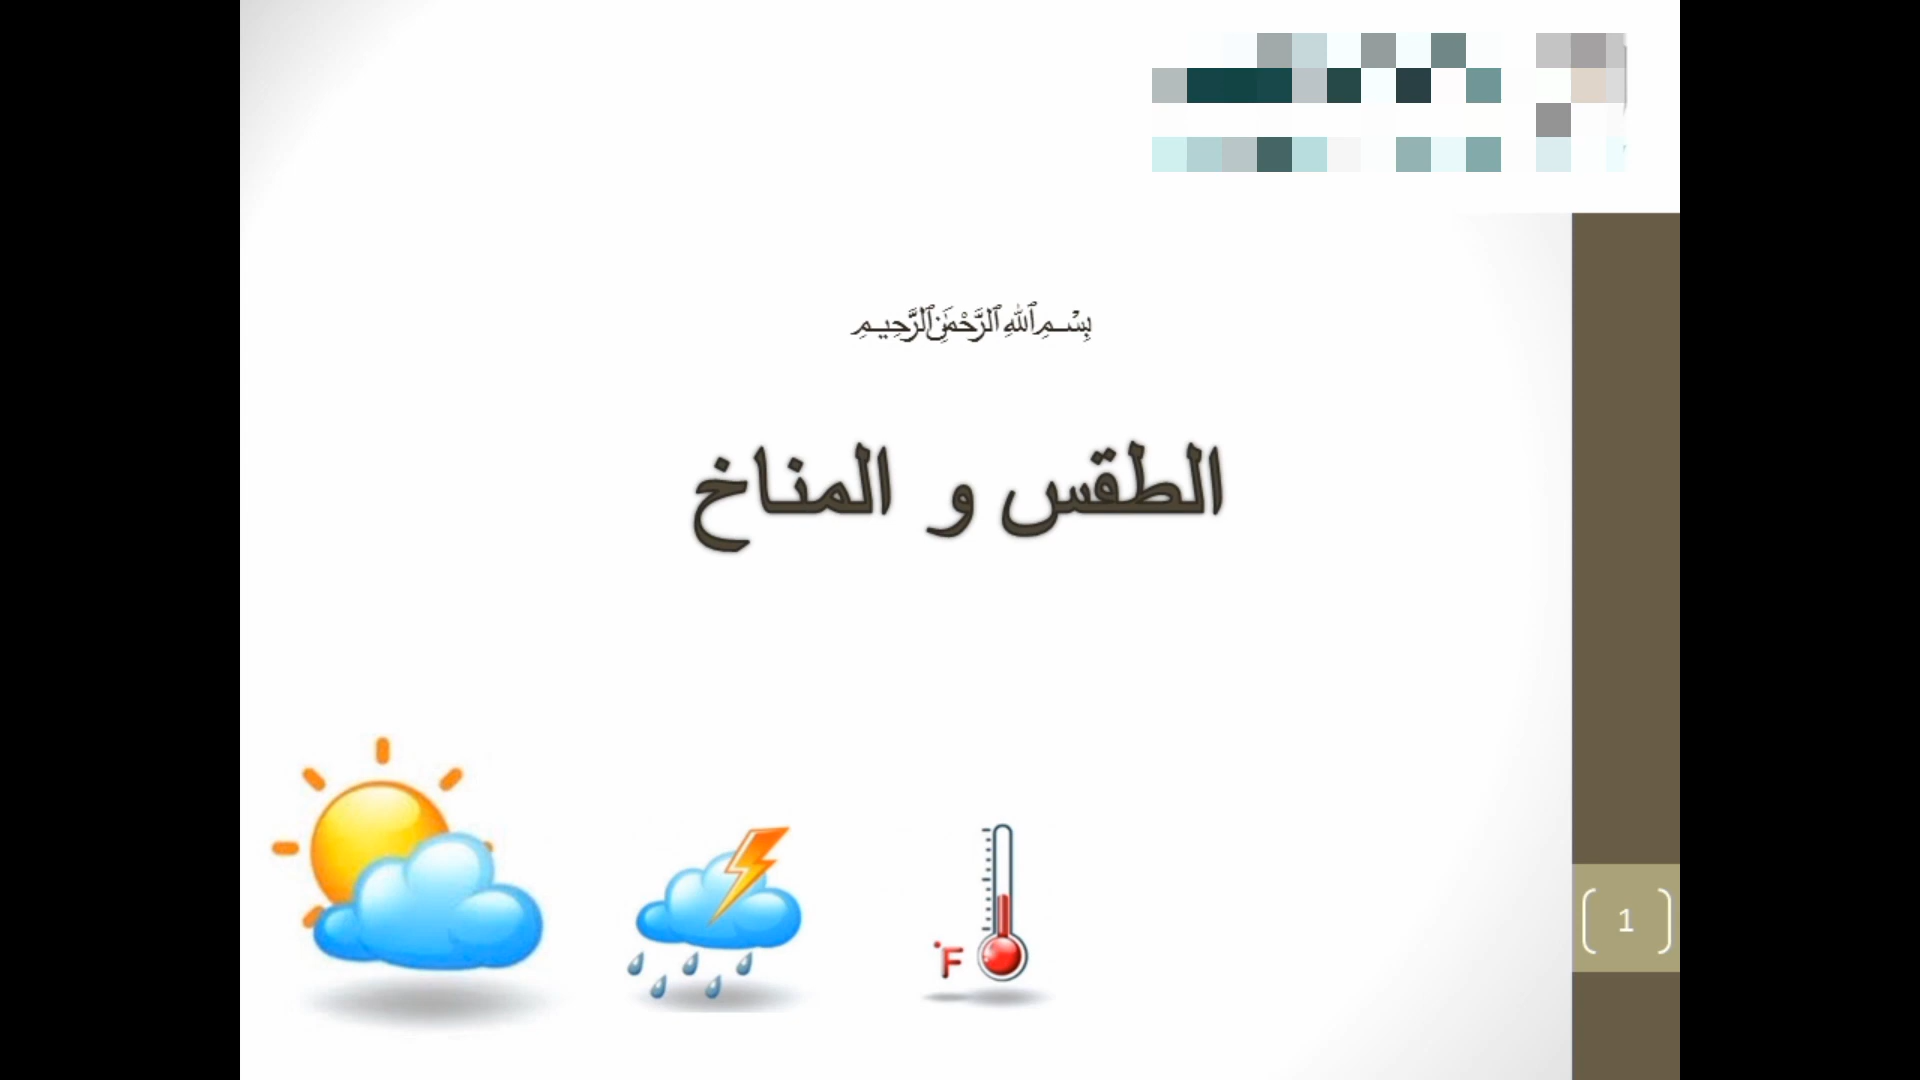 بِسْمِ ٱللَّهِ ٱلرَّحْمَٰنِ ٱلرَّحِيمِ
الطقس و المناخ
°F
1